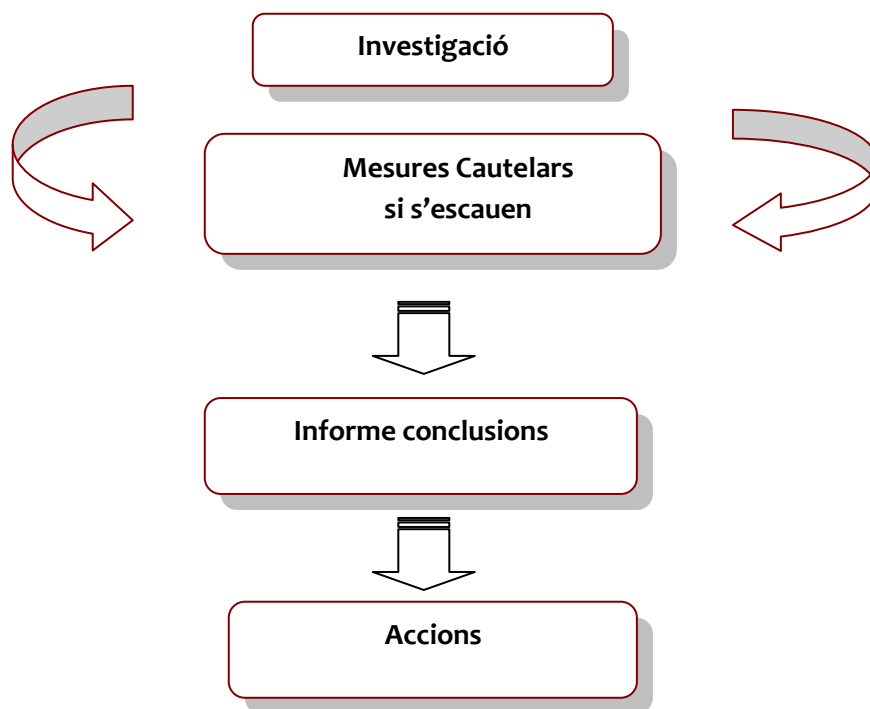 Investigació
Mesures Cautelars
si s’escauen
Informe conclusions
Accions